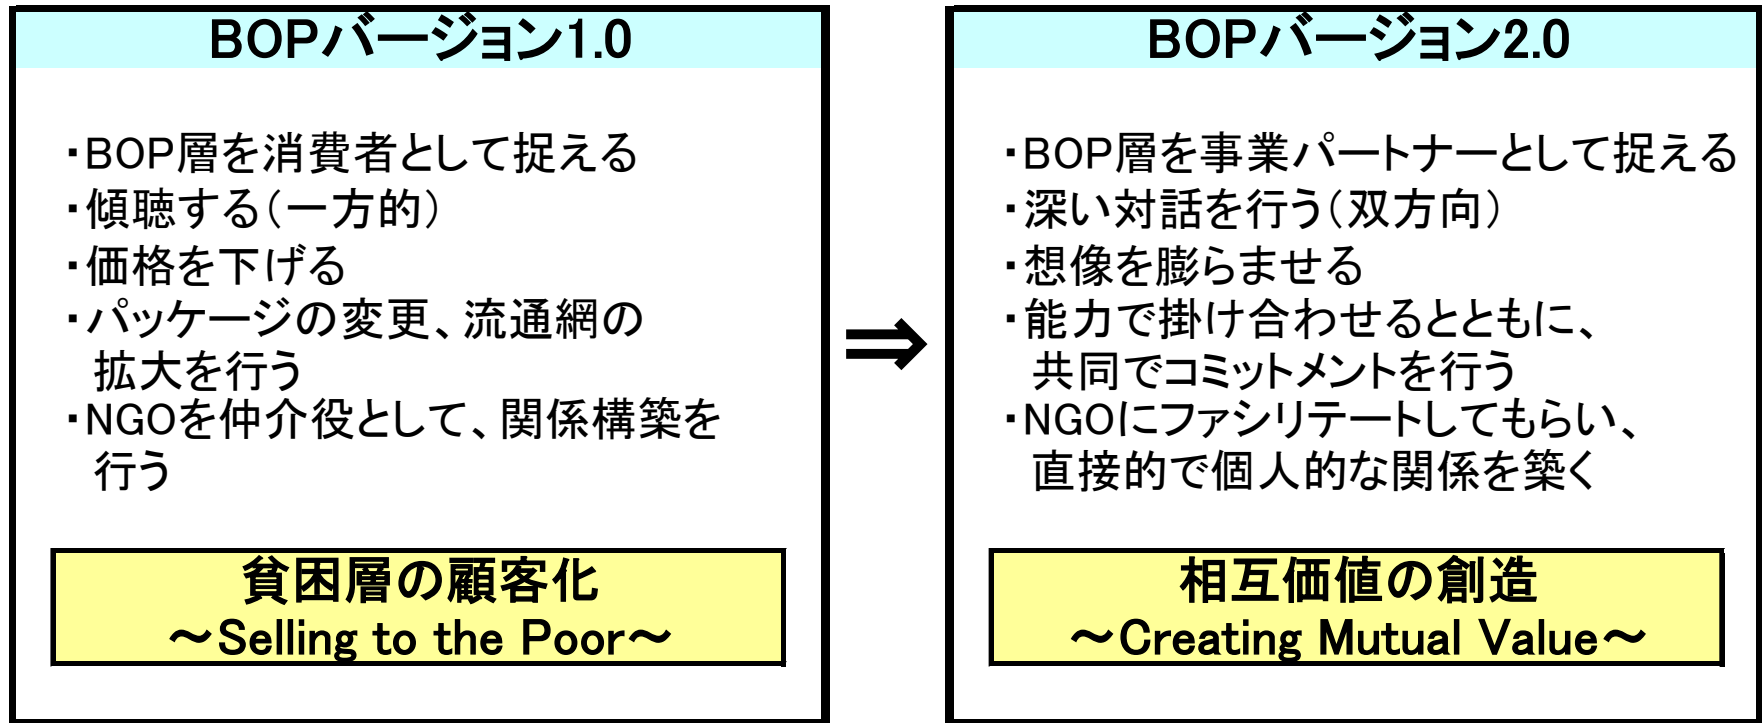 BOPバージョン1.0
・BOP層を消費者として捉える
・傾聴する(一方的)
・価格を下げる
・パッケージの変更、流通網の
拡大を行う
・NGOを仲介役として、関係構築を
行う
貧困層の顧客化
～Selling to the Poor～
⇒
BOPバージョン2.0
・BOP層を事業パートナーとして捉える
・深い対話を行う(双方向)
・想像を膨らませる
・能力で掛け合わせるとともに、
共同でコミットメントを行う
・NGOにファシリテートしてもらい、
直接的で個人的な関係を築く
相互価値の創造
～Creating Mutual Value～